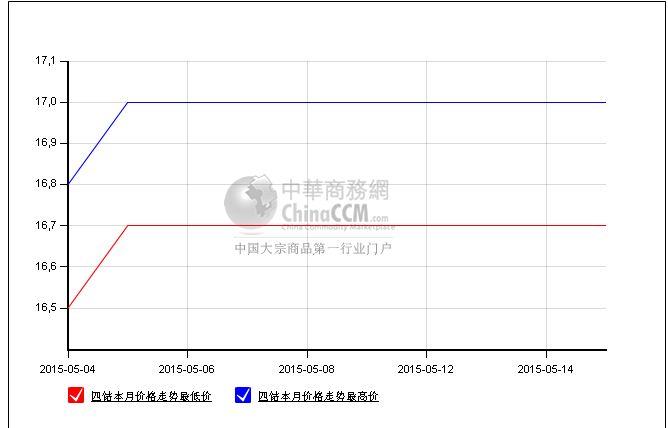 17,1
17,0
16,9
16,8
16,7
16,6
16,5
中華商務網
ChinaCCM.com
China Commodity Marketplace
中国大宗商品第一行业门户
2015-05-04 2015-05-06 2015-05-08 2015-05-12 2015-05-14
四钴本月价格走势最低价 四钴本月价格走势最高价